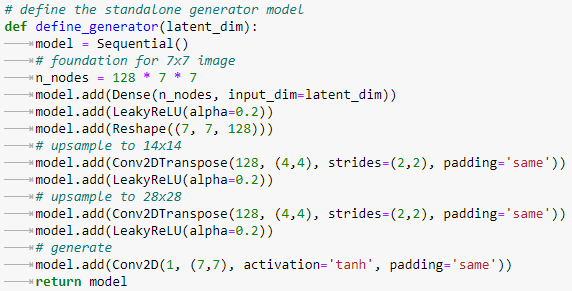 # define the standalone generator model
def define_generator(latent_dim):
model = Sequential()
# foundation for 7x7 image
n_nodes = 128 * 7 * 7
model.add(Dense(n_nodes, input_dim=latent_dim))
model.add(LeakyReLU(alpha=0.2))
model.add(Reshape((7, 7, 128)))
# upsample to 14x14
model.add(Conv2DTranspose(128, (4,4), strides=(2,2), padding='same'))
model.add(LeakyReLU(alpha=0.2))
# upsample to 28x28
model.add(Conv2DTranspose(128, (4,4), strides=(2,2), padding='same'))
model.add(LeakyReLU(alpha=0.2))
# generate
model.add(Conv2D(1, (7,7), activation='tanh', padding='same'))
return model